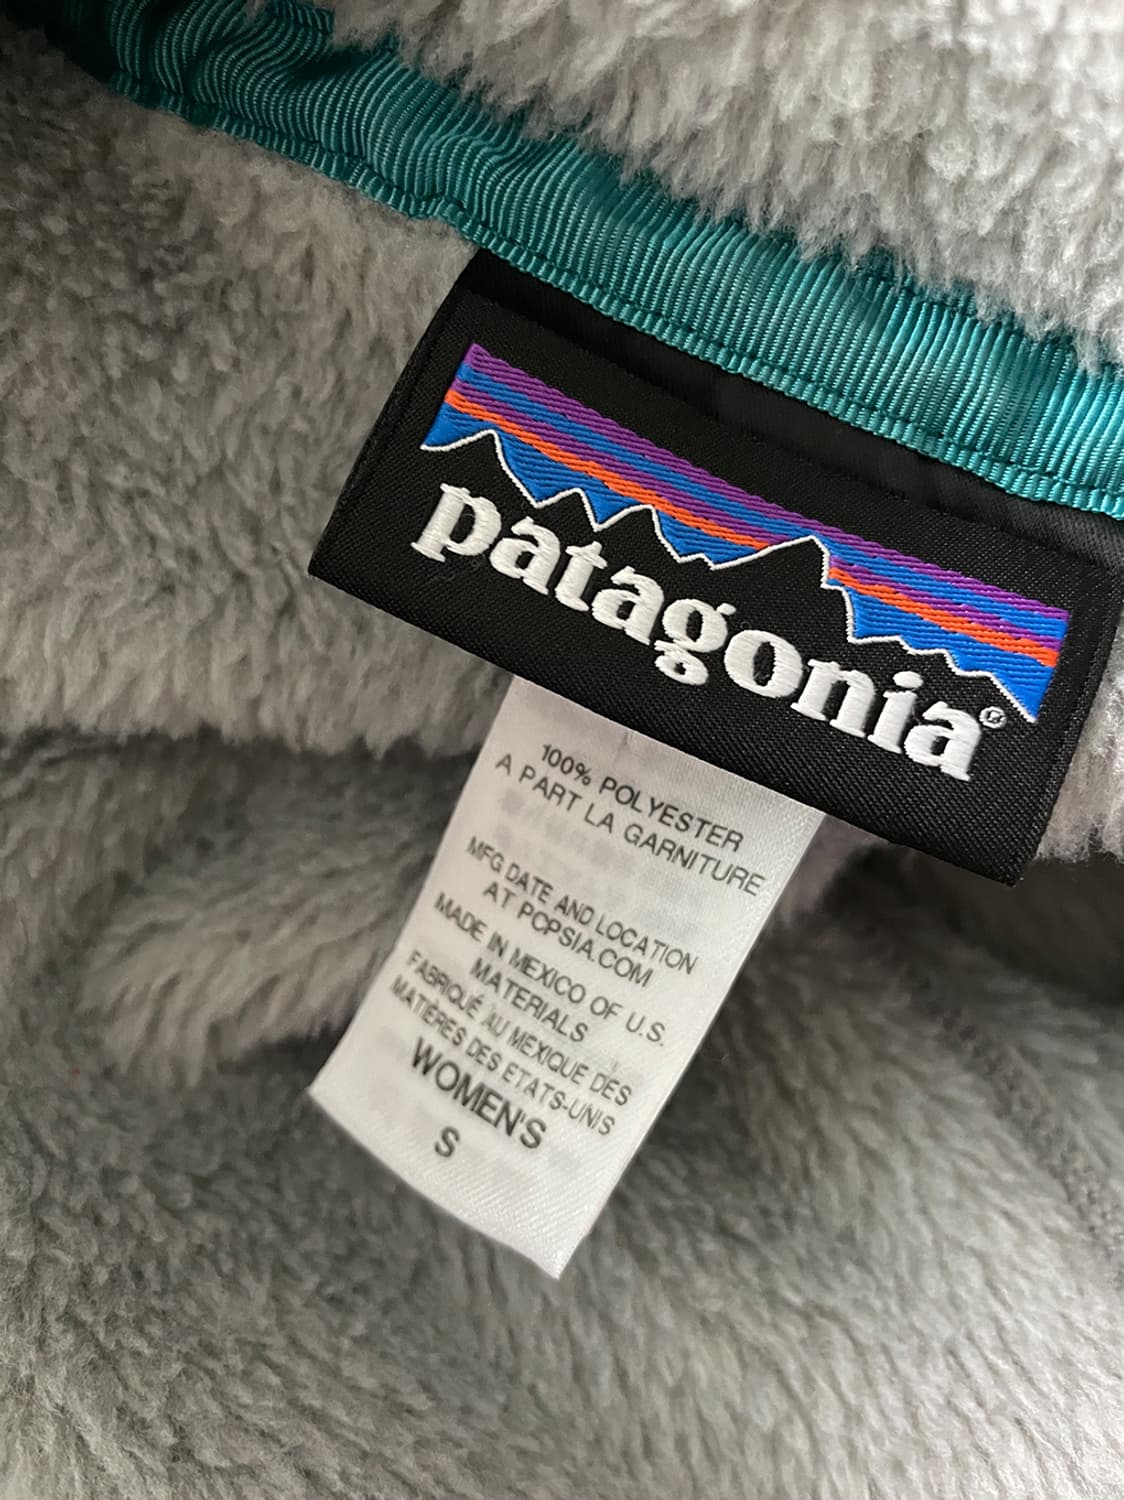 patagonia®
100% POLYESTER
A PART LA GARNITURE
MFG DATE AND LOCATION
AT PCPSIA.COM
MADE IN MEXICO OF U.S.
MATERIALS
FABRIQUÉ AU MEXIQUE DES
MATIÈRES DES ETATS-UNIS
WOMEN'S
S